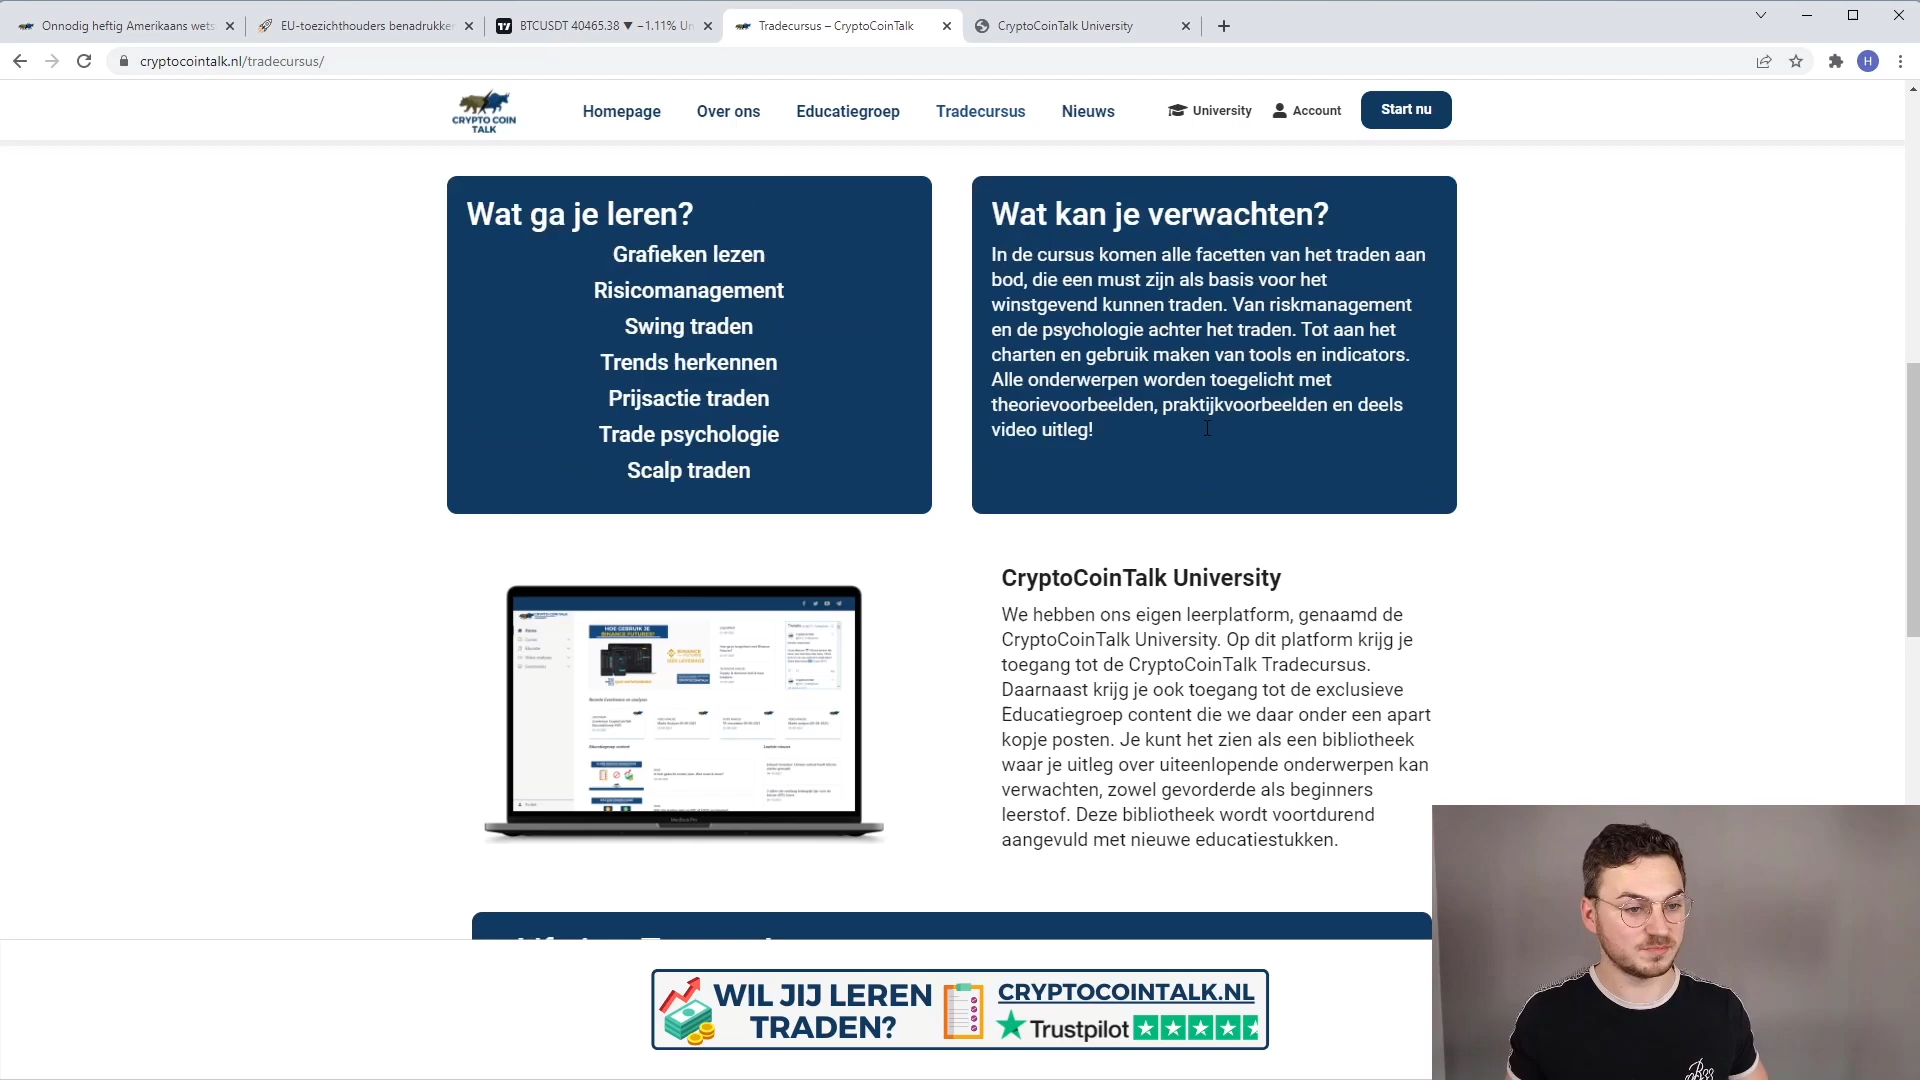 Onnodig heftig Amerikaans wets
EU-toezichthouders benadrukken
BTCUSDT 40465.38 ▼ −1.11% Un
Tradecursus – CryptoCoinTalk
CryptoCoinTalk University
cryptocointalk.nl/tradecursus/
H
CRYPTO COIN
TALK
Homepage
Over ons
Educatiegroep
Tradecursus
Nieuws
University
Account
Start nu
Wat ga je leren?
Grafieken lezen
Risicomanagement
Swing traden
Trends herkennen
Prijsactie traden
Trade psychologie
Scalp traden
Wat kan je verwachten?
In de cursus komen alle facetten van het traden aan
bod, die een must zijn als basis voor het
winstgevend kunnen traden. Van riskmanagement
en de psychologie achter het traden. Tot aan het
charten en gebruik maken van tools en indicators.
Alle onderwerpen worden toegelicht met
theorievoorbeelden, praktijkvoorbeelden en deels
video uitleg!
HOE GEBRUIK JE
BINANCE FUTURES?
MacBook Pro
CryptoCoinTalk University
We hebben ons eigen leerplatform, genaamd de
CryptoCoinTalk University. Op dit platform krijg je
toegang tot de CryptoCoinTalk Tradecursus.
Daarnaast krijg je ook toegang tot de exclusieve
Educatiegroep content die we daar onder een apart
kopje posten. Je kunt het zien als een bibliotheek
waar je uitleg over uiteenlopende onderwerpen kan
verwachten, zowel gevorderde als beginners
leerstof. Deze bibliotheek wordt voortdurend
aangevuld met nieuwe educatiestukken.
WIL JIJ LEREN
TRADEN?
CRYPTOCOINTALK.NL
Trustpilot